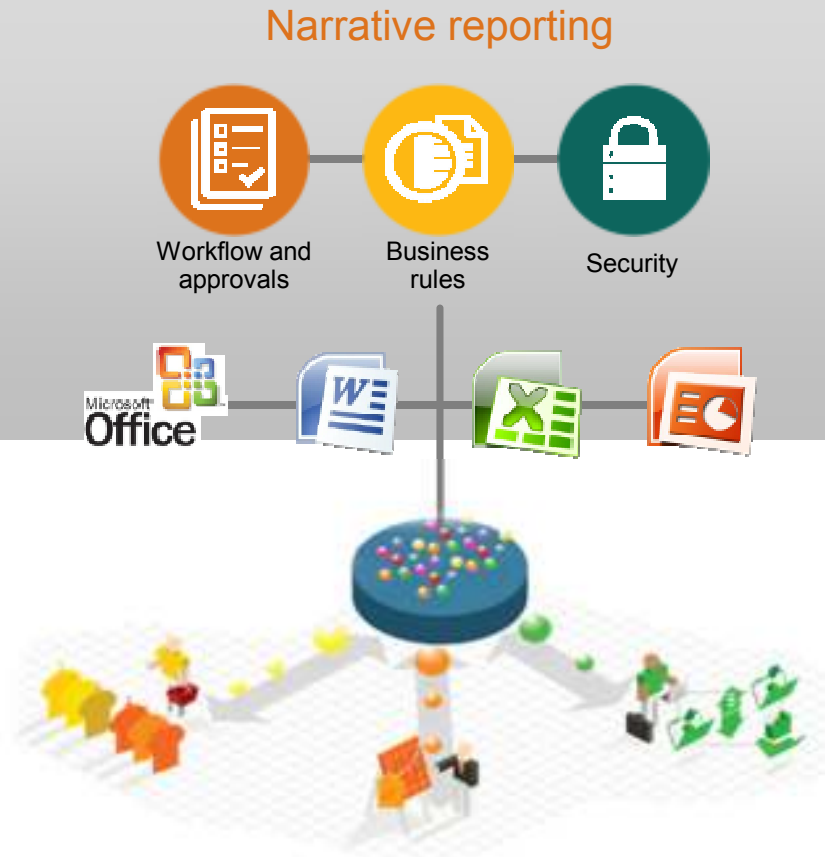 Narrative reporting
Workflow and
approvals
Business
rules
Security
Microsoft®
Office
W
X